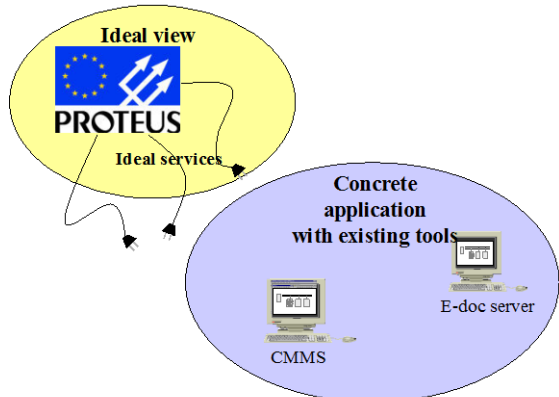 Ideal view
PROTEUS
Ideal services
Concrete
application
with existing tools
E-doc server
CMMS